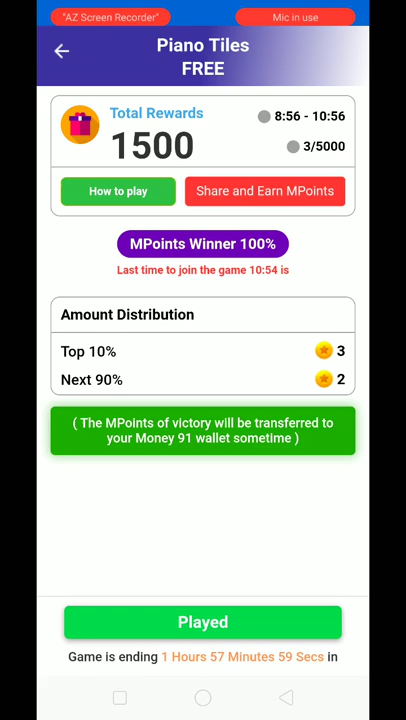 "AZ Screen Recorder"
Mic in use
Piano Tiles
FREE
Total Rewards
1500
8:56 - 10:56
3/5000
How to play
Share and Earn MPoints
MPoints Winner 100%
Last time to join the game 10:54 is
Amount Distribution
Top 10%
3
Next 90%
2
( The MPoints of victory will be transferred to
your Money 91 wallet sometime )
Played
Game is ending 1 Hours 57 Minutes 59 Secs in